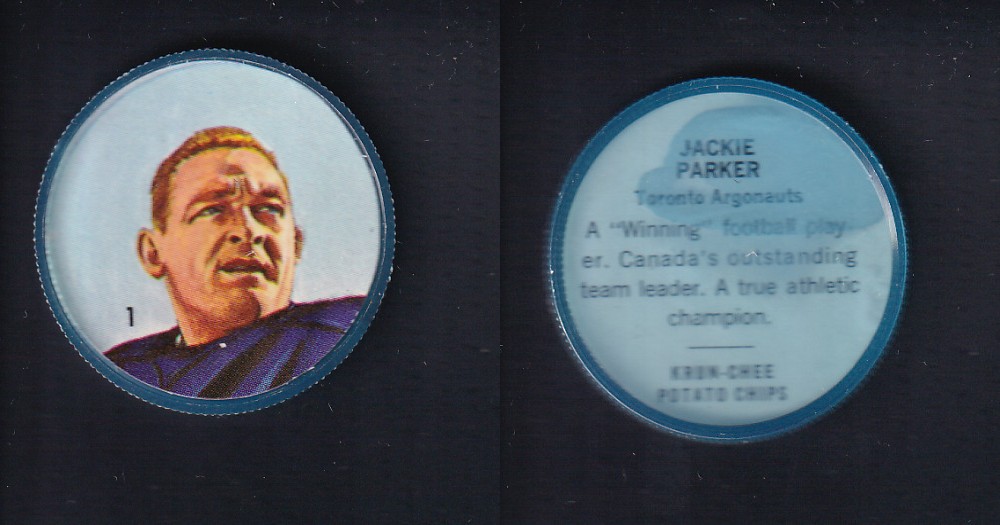 1
JACKIE
PARKER
Toronto Argonauts
A "Winning" football play-
er. Canada's outstanding
team leader. A true athletic
champion.
KRUN-CHEE
POTATO CHIPS